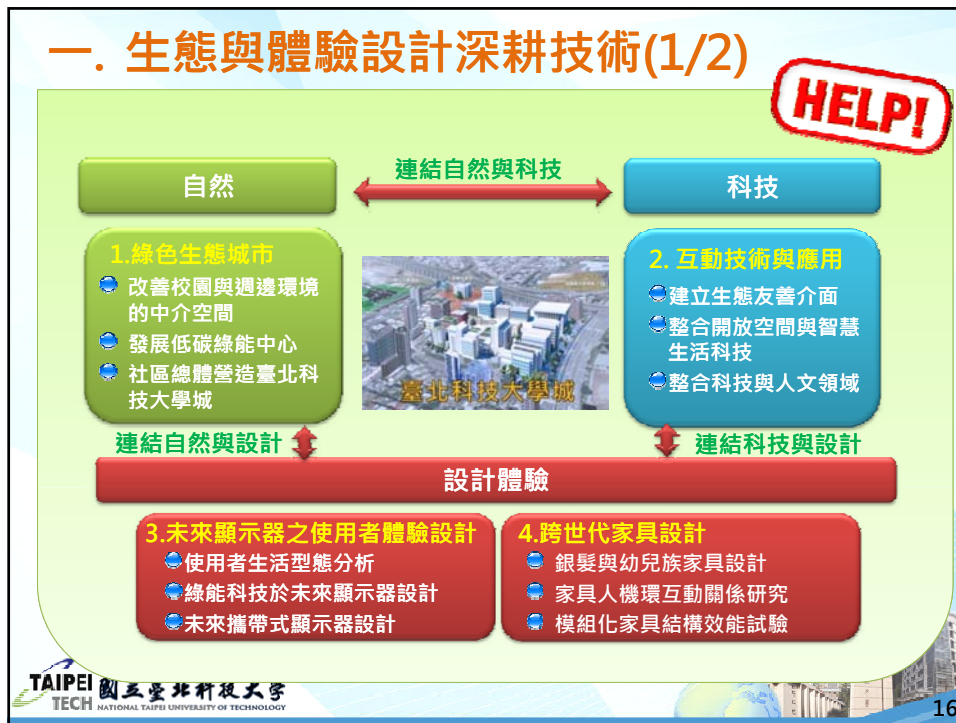 一. 生態與體驗設計深耕技術(1/2)
HELP!
自然
連結自然與科技
科技
1.綠色生態城市
改善校園與週邊環境
的中介空間
發展低碳綠能中心
社區總體營造臺北科
技大學城
臺北科技大學城
2. 互動技術與應用
建立生態友善介面
整合開放空間與智慧
生活科技
整合科技與人文領域
連結自然與設計
連結科技與設計
設計體驗
3.未來顯示器之使用者體驗設計
使用者生活型態分析
綠能科技於未來顯示器設計
未來攜帶式顯示器設計
4.跨世代家具設計
銀髮與幼兒族家具設計
家具人機環互動關係研究
模組化家具結構效能試驗
TAIPEI
TECH
國立臺北科技大學
NATIONAL TAIPEI UNIVERSITY OF TECHNOLOGY
16